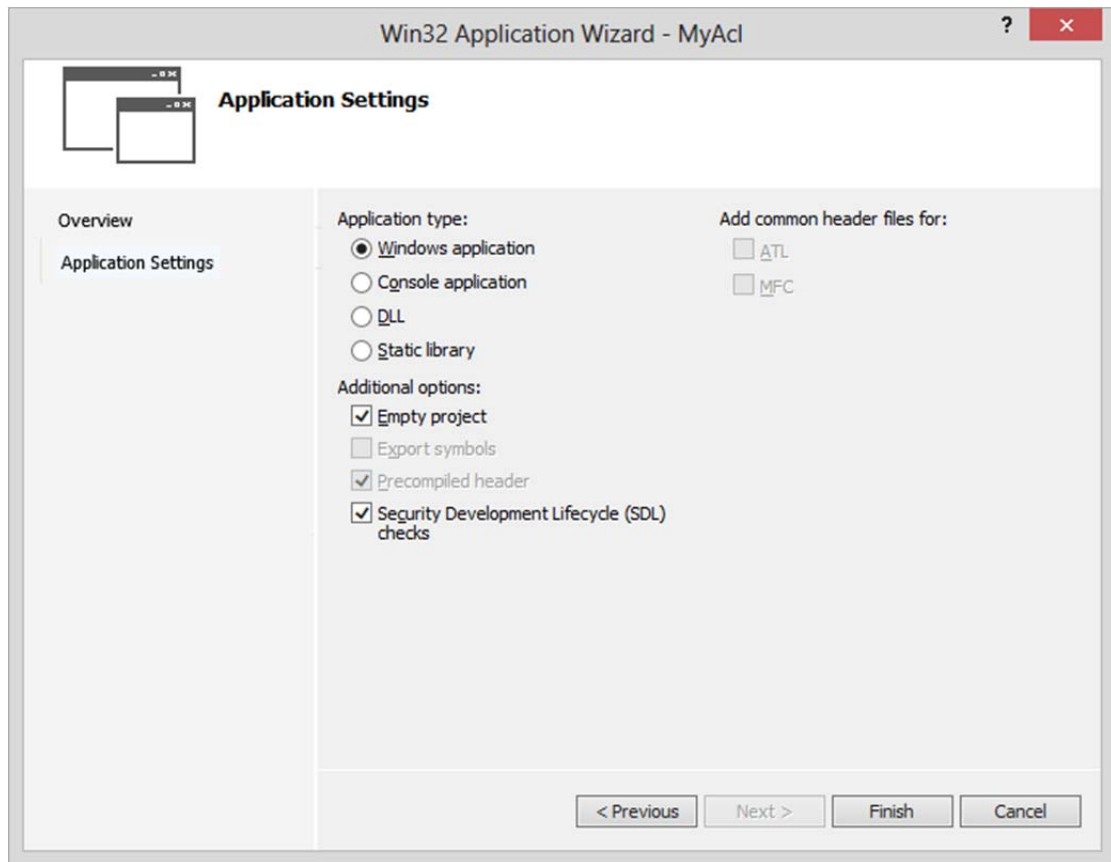 Win32 Application Wizard - MyAcl
?
Application Settings
Overview
Application Settings
Application type:
Windows application
Console application
DLL
Static library
Additional options:
Empty project
Export symbols
Precompiled header
Security Development Lifecycle (SDL)
checks
Add common header files for:
ATL
MFC
< Previous
Next >
Finish
Cancel